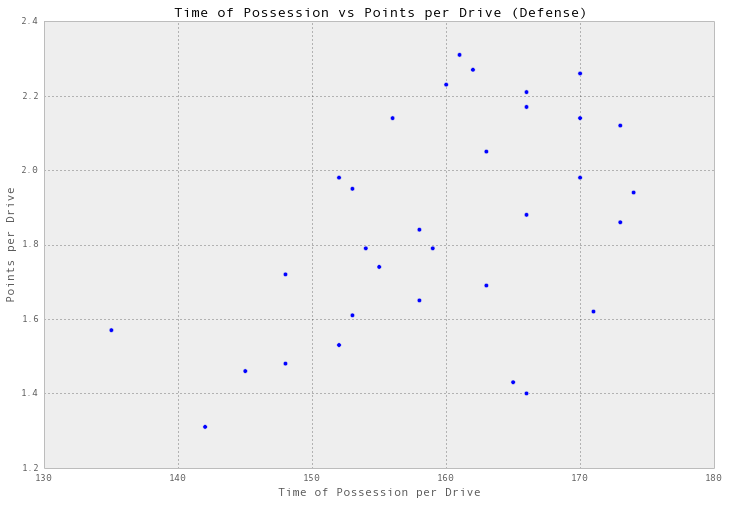 Time of Possession vs Points per Drive (Defense)
2.4
2.2
2.0
1.8
1.6
1.4
1.2
Points per Drive
130 140 150 160 170 180
Time of Possession per Drive